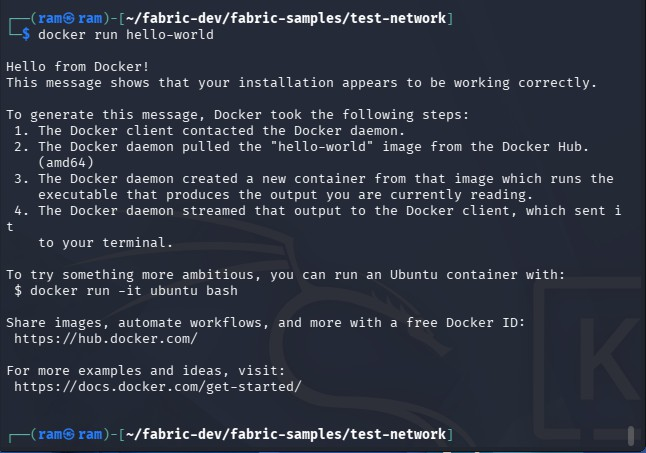 ┌──(ram㉿ram)-[~/fabric-dev/fabric-samples/test-network]
└─$ docker run hello-world

Hello from Docker!
This message shows that your installation appears to be working correctly.

To generate this message, Docker took the following steps:
 1. The Docker client contacted the Docker daemon.
 2. The Docker daemon pulled the "hello-world" image from the Docker Hub.
    (amd64)
 3. The Docker daemon created a new container from that image which runs the
    executable that produces the output you are currently reading.
 4. The Docker daemon streamed that output to the Docker client, which sent i
t
    to your terminal.

To try something more ambitious, you can run an Ubuntu container with:
 $ docker run -it ubuntu bash

Share images, automate workflows, and more with a free Docker ID:
 https://hub.docker.com/

For more examples and ideas, visit:
 https://docs.docker.com/get-started/

┌──(ram㉿ram)-[~/fabric-dev/fabric-samples/test-network]
K